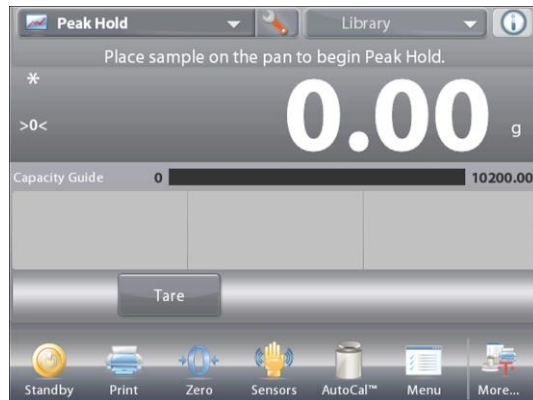 Peak Hold Library
Place sample on the pan to begin Peak Hold.
*
>0< 0.00 g
Capacity Guide 0 10200.00
Tare
Standby Print Zero Sensors AutoCal™ Menu More...